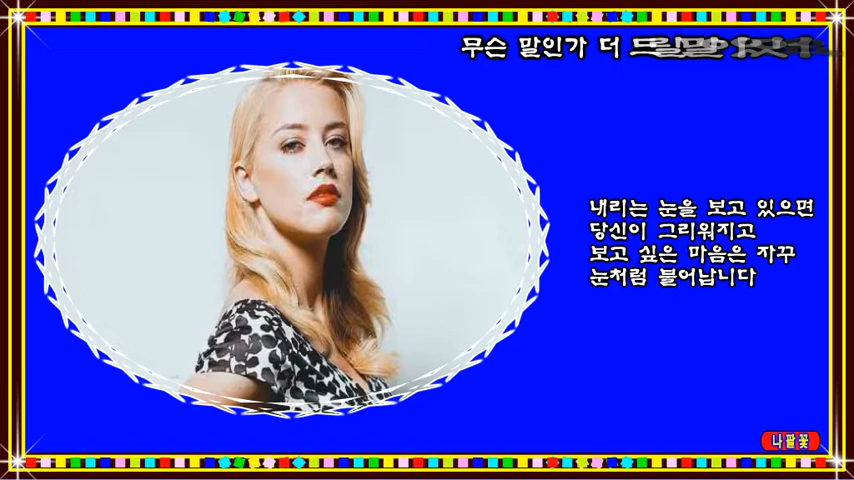 무슨 말인가 더
내리는 눈을 보고 있으면
당신이 그리워지고
보고 싶은 마음은 자꾸
눈처럼 불어납니다
나팔꽃